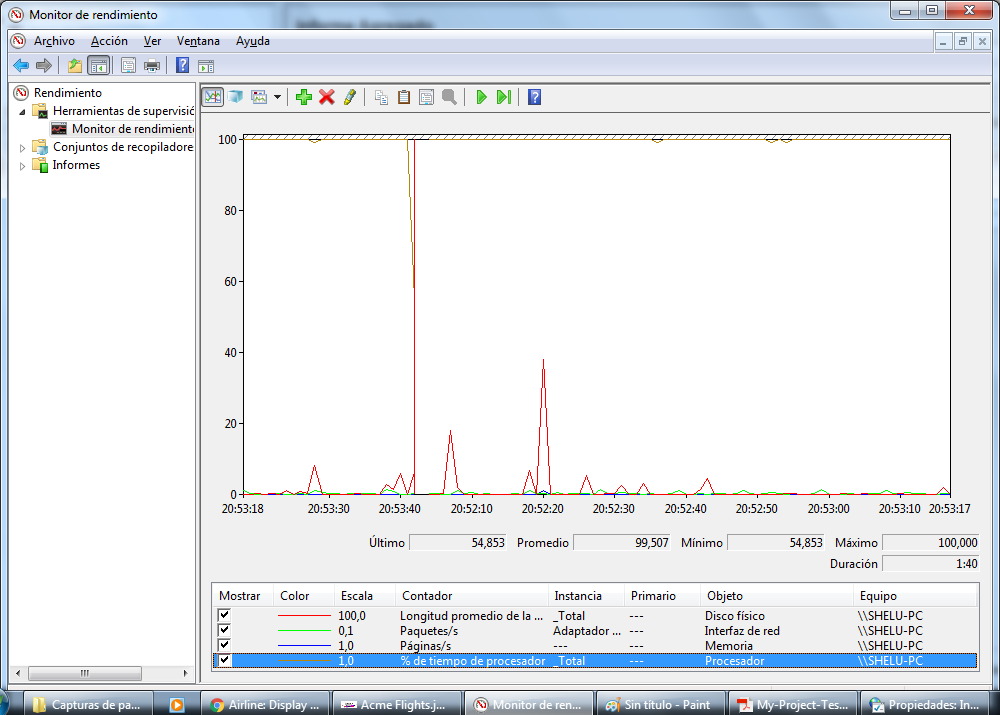 Monitor de rendimiento
Archivo Acción Ver Ventana Ayuda
Rendimiento
Herramientas de supervisió
Monitor de rendimient
Conjuntos de recopiladore
Informes
100
80
60
40
20
0
20:53:18 20:53:30 20:53:40 20:52:10 20:52:20 20:52:30 20:52:40 20:52:50 20:53:00 20:53:10 20:53:17
Último 54,853 Promedio 99,507 Mínimo 54,853 Máximo 100,000
Duración 1:40
Mostrar Color Escala Contador Instancia Primario Objeto Equipo
100,0 Longitud promedio de la ... _Total --- Disco físico \\SHELU-PC
0,1 Paquetes/s Adaptador ... --- Interfaz de red \\SHELU-PC
1,0 Páginas/s --- --- Memoria \\SHELU-PC
1,0 % de tiempo de procesador _Total --- Procesador \\SHELU-PC
Capturas de pa... Airline: Display ... Acme Flights.j... Monitor de ren... Sin título - Paint My-Project-Tes... Propiedades: In...